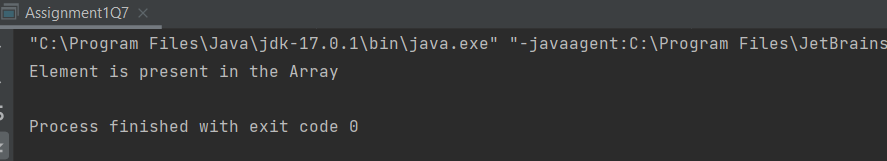 Assignment1Q7
"C:\Program Files\Java\jdk-17.0.1\bin\java.exe" "-javaagent:C:\Program Files\JetBrains
Element is present in the Array
Process finished with exit code 0